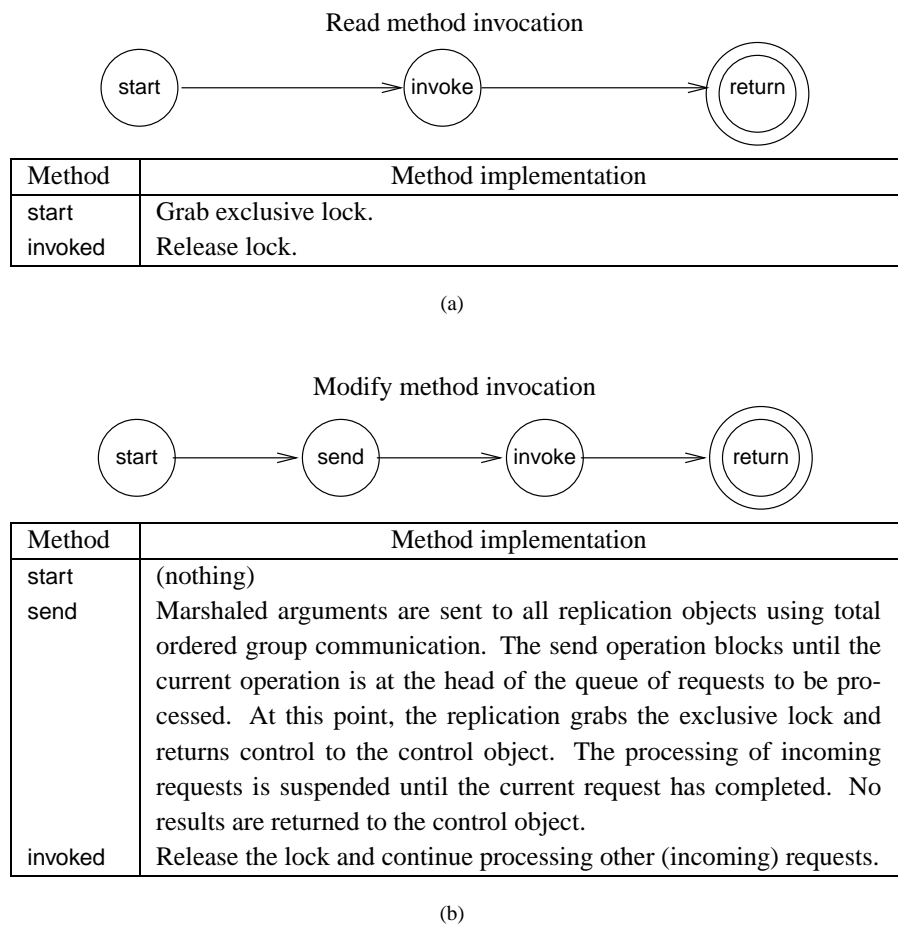 Read method invocation
start invoke return
Method Method implementation
start Grab exclusive lock.
invoked Release lock.
(a)
Modify method invocation
start send invoke return
Method Method implementation
start (nothing)
send Marshaled arguments are sent to all replication objects using total
ordered group communication. The send operation blocks until the
current operation is at the head of the queue of requests to be pro-
cessed. At this point, the replication grabs the exclusive lock and
returns control to the control object. The processing of incoming
requests is suspended until the current request has completed. No
results are returned to the control object.
invoked Release the lock and continue processing other (incoming) requests.
(b)